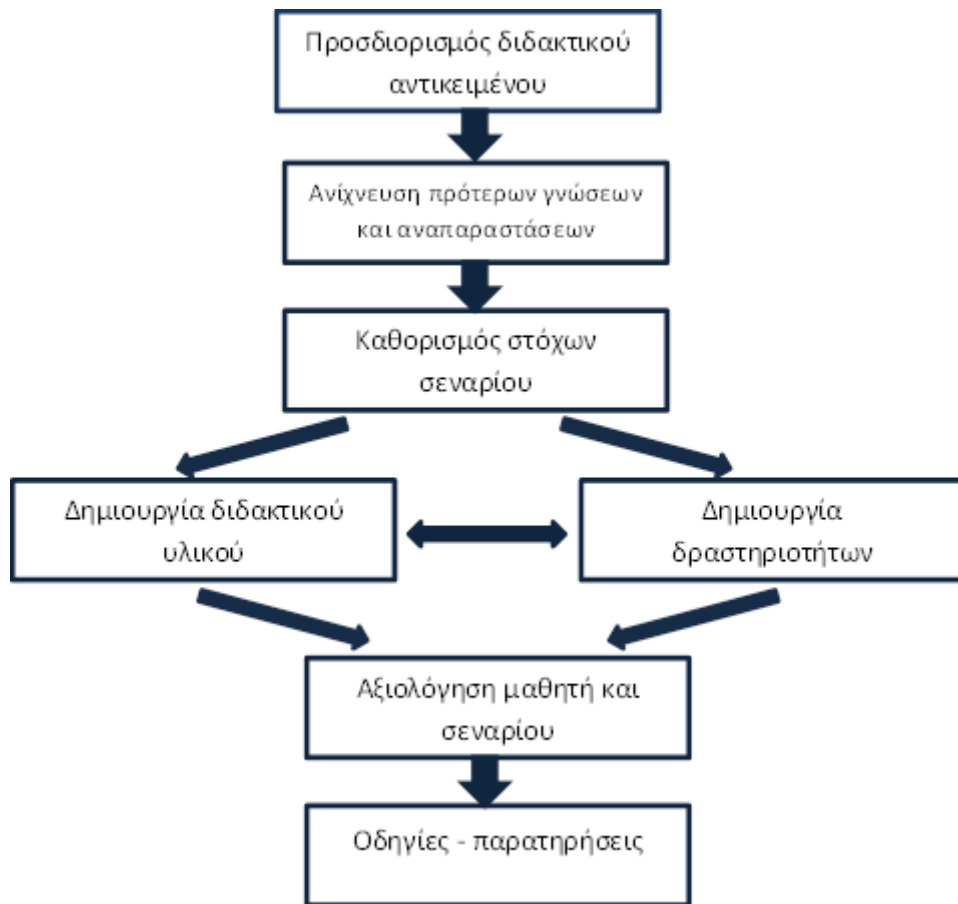 Προσδιορισμός διδακτικού
αντικειμένου
Ανίχνευση πρότερων γνώσεων
και αναπαραστάσεων
Καθορισμός στόχων
σεναρίου
Δημιουργία διδακτικού
υλικού
Δημιουργία
δραστηριοτήτων
Αξιολόγηση μαθητή και
σεναρίου
Οδηγίες - παρατηρήσεις